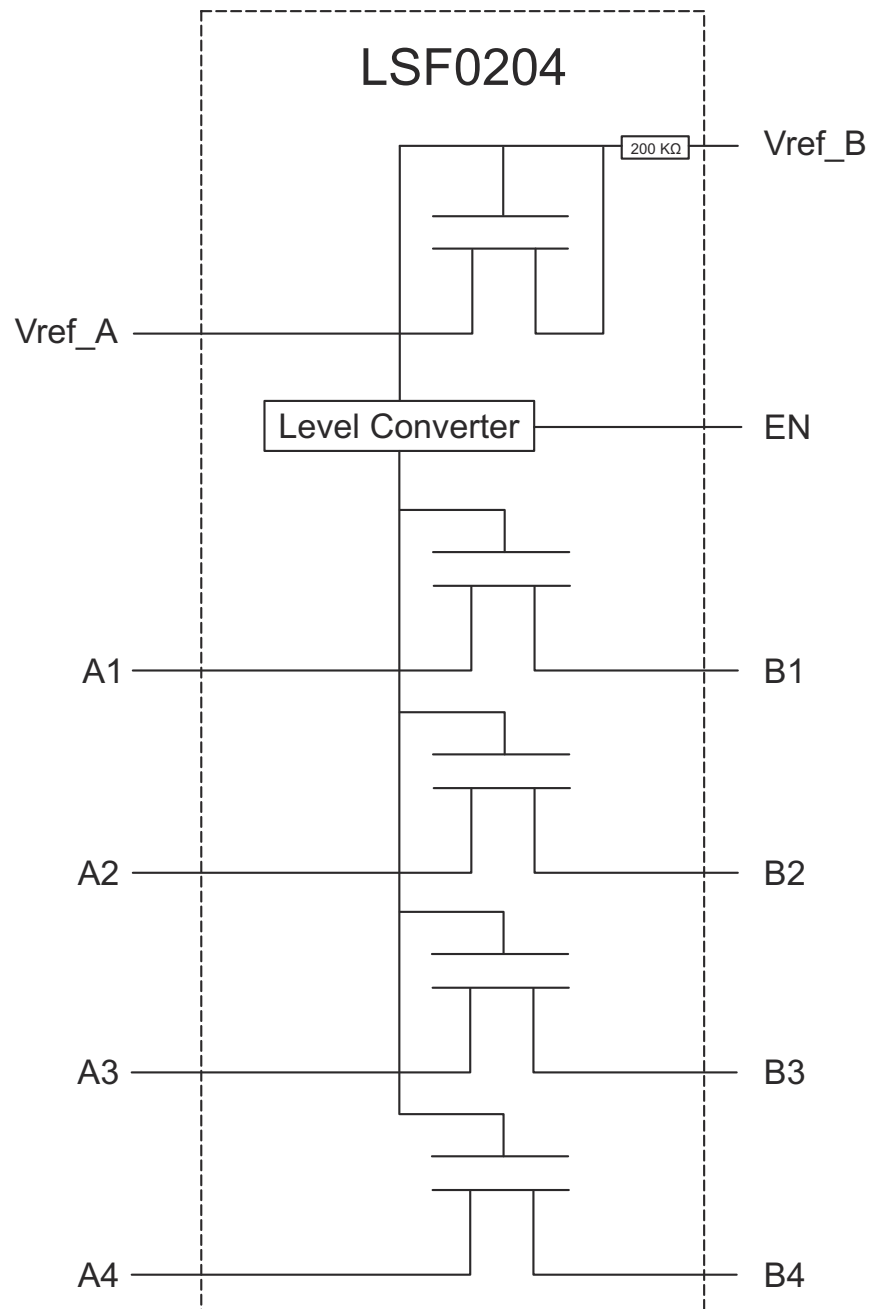 LSF0204
Vref_B
200 KΩ
Vref_A
Level Converter
EN
A1
B1
A2
B2
A3
B3
A4
B4